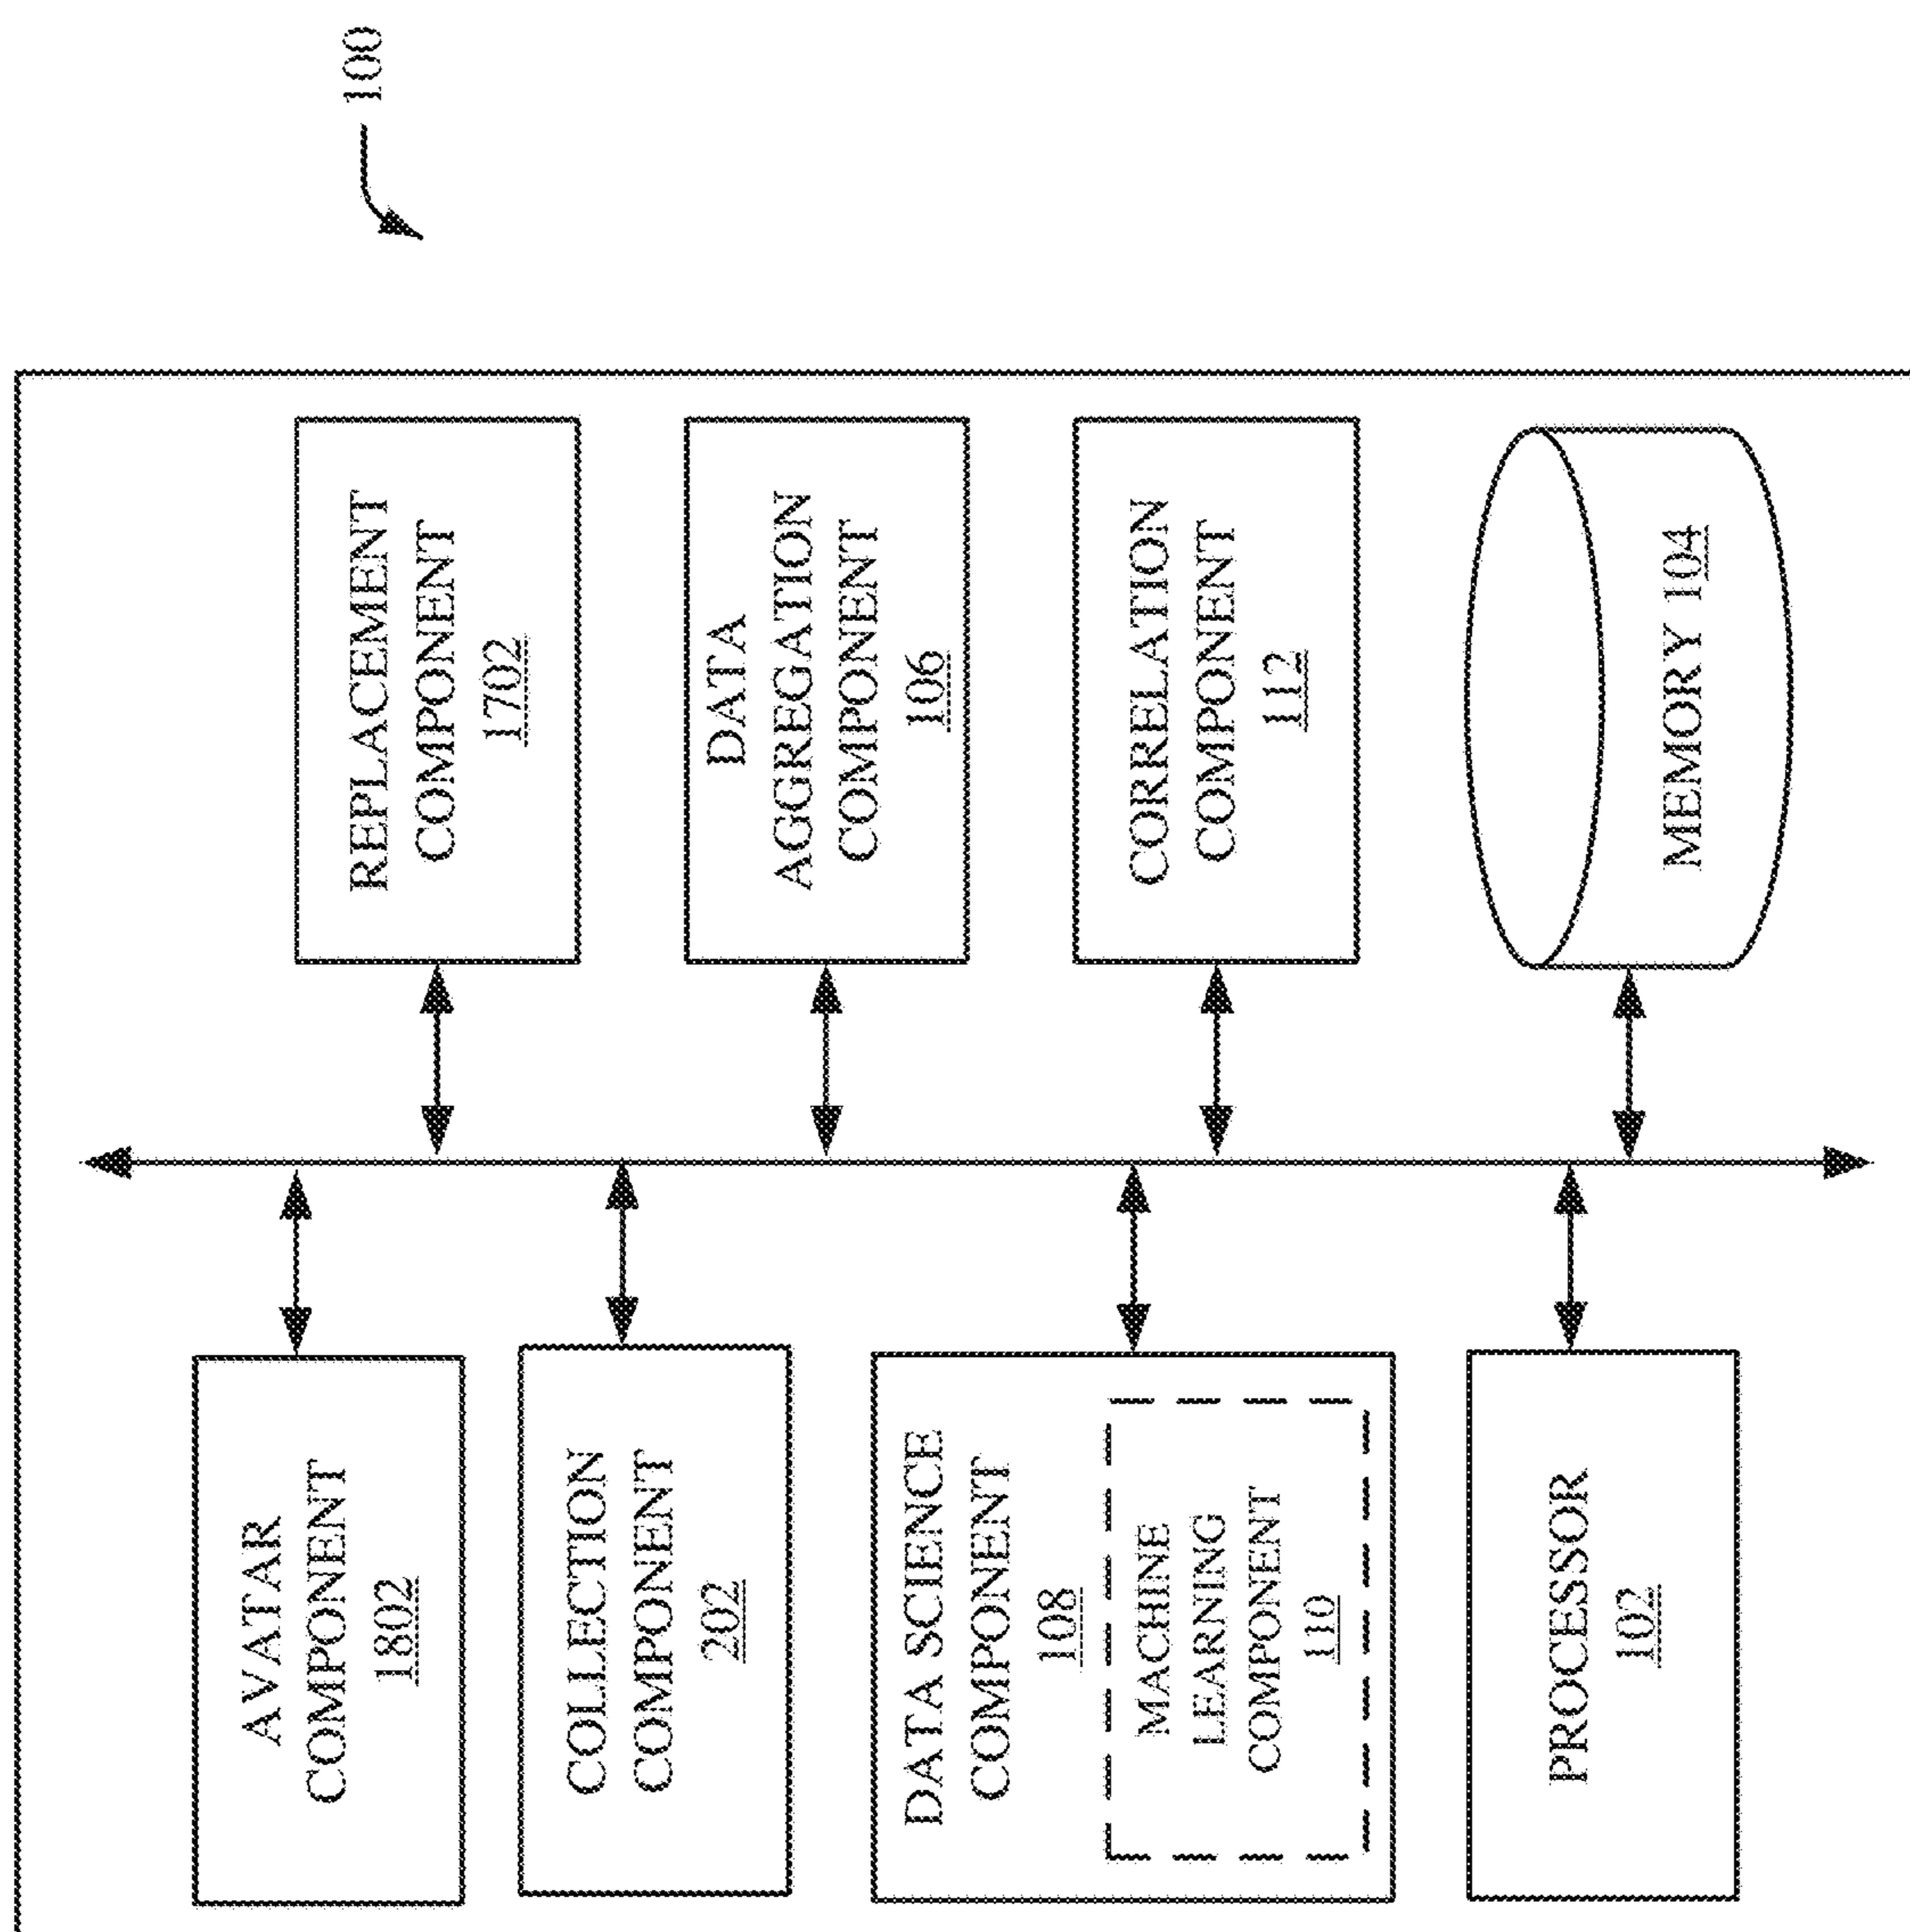 100
AVATAR
COMPONENT
1802
COLLECTION
COMPONENT
202
DATA SCIENCE
COMPONENT
108
MACHINE
LEARNING
COMPONENT
110
PROCESSOR
102
REPLACEMENT
COMPONENT
1702
DATA
AGGREGATION
COMPONENT
106
CORRELATION
COMPONENT
112
MEMORY 104